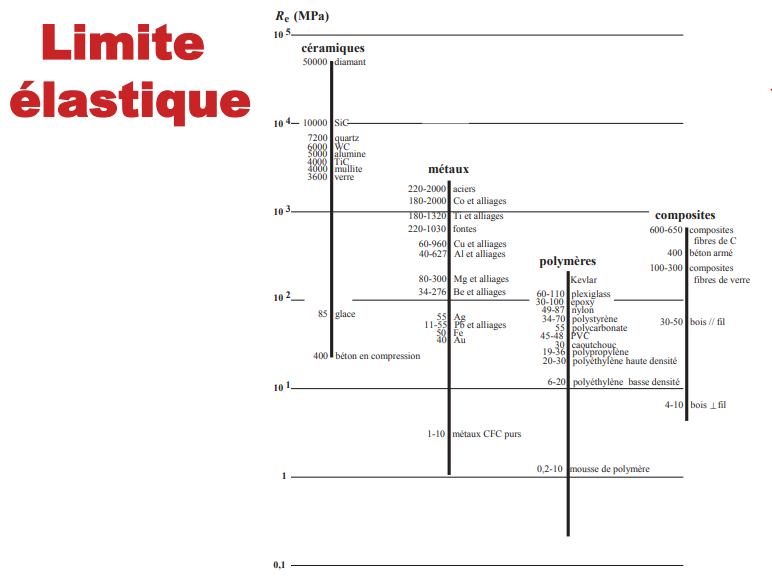 Limite
élastique
Re (MPa)
10 5
céramiques
50000 diamant
10 4 10000 SiC
7200 quartz
6000 WC
5000 alumine
4000 TiC
4000 mullite
3600 verre
métaux
220-2000 aciers
180-2000 Co et alliages
10 3
180-1320 Ti et alliages
220-1030 fontes
60-960 Cu et alliages
40-627 Al et alliages
80-300 Mg et alliages
34-276 Be et alliages
composites
600-650 composites
fibres de C
400 béton armé
100-300 composites
fibres de verre
polymères
Kevlar
10 2
60-110 plexiglass
30-100 époxy
49-87 nylon
34-70 polystyrène
55 polycarbonate
45-48 PVC
30 caoutchouc
19-36 polypropylène
20-30 polyéthylène haute densité
6-20 polyéthylène basse densité
85 glace
400 béton en compression
55 Ag
11-55 Pb et alliages
50 Fe
40 Au
30-50 bois // fil
10 1
4-10 bois ⊥ fil
1-10 métaux CFC purs
0,2-10 mousse de polymère
1
0,1